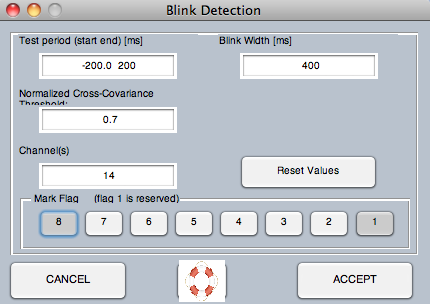 Blink Detection
Test period (start end) [ms] Blink Width [ms]
-200.0 200 400
Normalized Cross-Covariance
Threshold:
0.7
Channel(s)
14
Reset Values
Mark Flag (flag 1 is reserved)
8 7 6 5 4 3 2 1
CANCEL ACCEPT